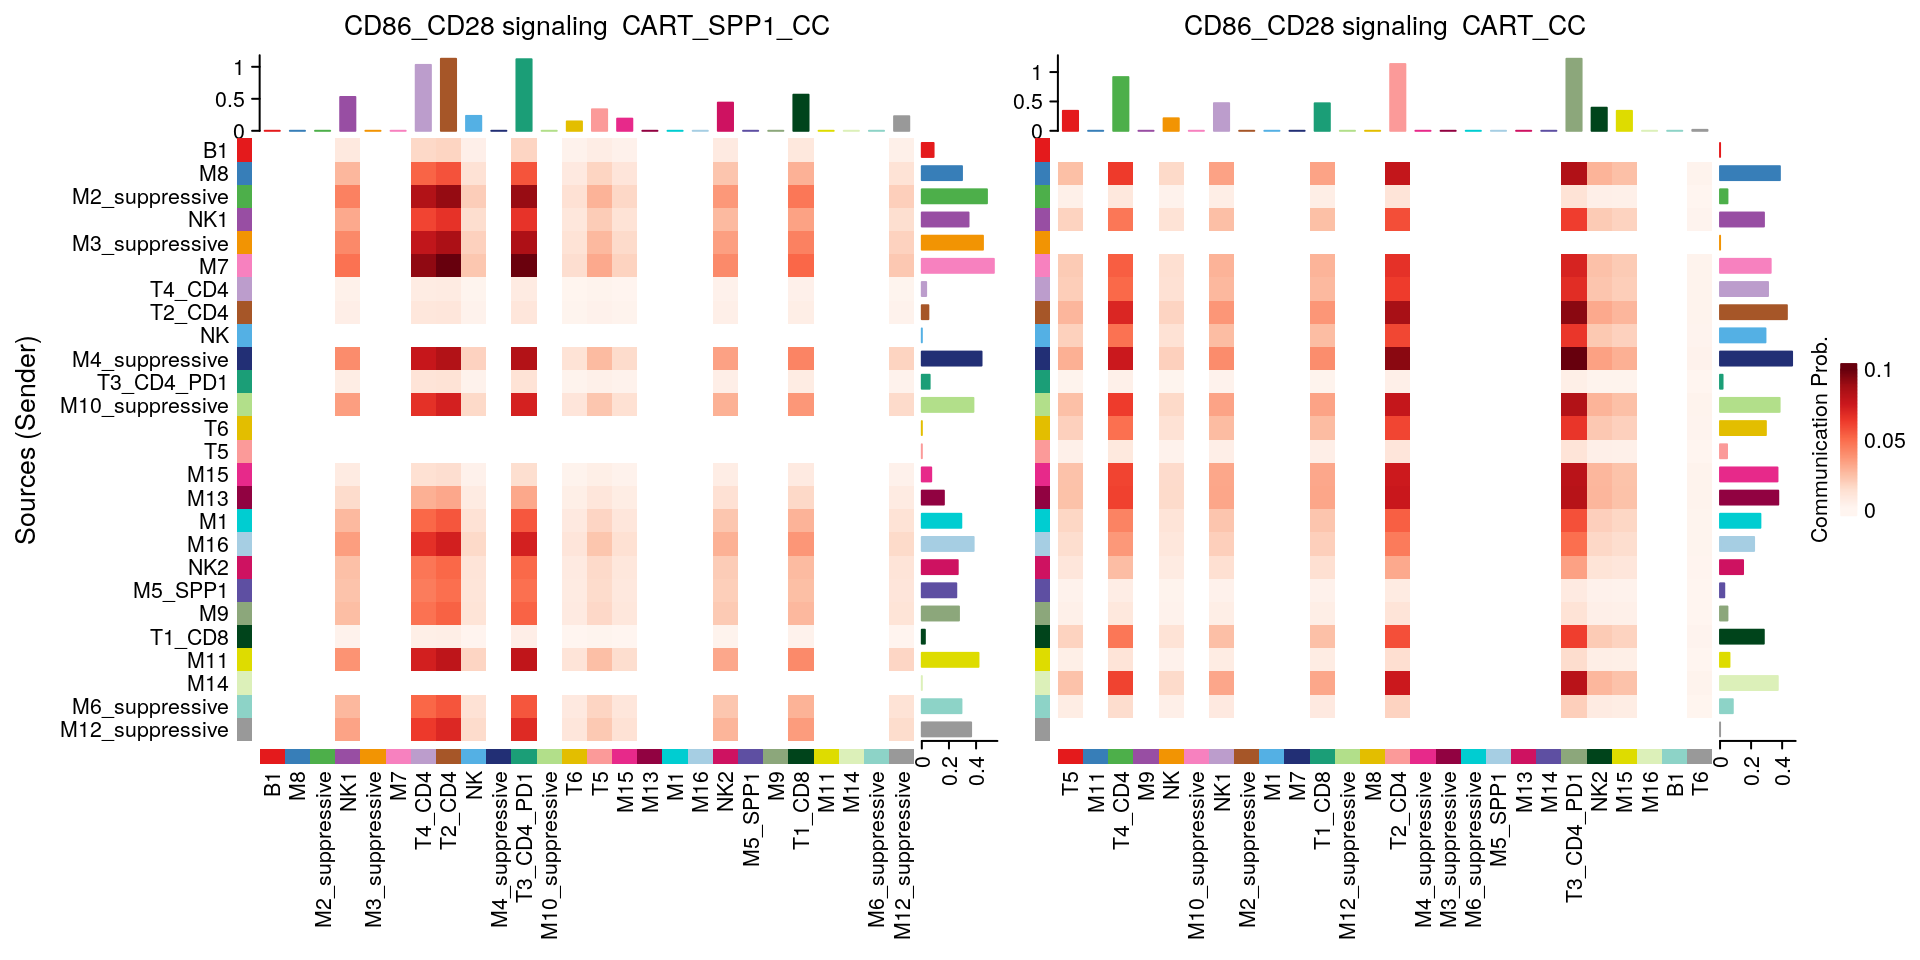 CD86_CD28 signaling  CART_SPP1_CC
CD86_CD28 signaling  CART_CC
1
0.5
0
1
0.5
0
Sources (Sender)
B1
M8
M2_suppressive
NK1
M3_suppressive
M7
T4_CD4
T2_CD4
NK
M4_suppressive
T3_CD4_PD1
M10_suppressive
T6
T5
M15
M13
M1
M16
NK2
M5_SPP1
M9
T1_CD8
M11
M14
M6_suppressive
M12_suppressive
0
0.2
0.4
0
0.2
0.4
B1
M8
M2_suppressive
NK1
M3_suppressive
M7
T4_CD4
T2_CD4
NK
M4_suppressive
T3_CD4_PD1
M10_suppressive
T6
T5
M15
M13
M1
M16
NK2
M5_SPP1
M9
T1_CD8
M11
M14
M6_suppressive
M12_suppressive
T5
M11
T4_CD4
M9
NK
M10_suppressive
NK1
M2_suppressive
M1
M7
T1_CD8
M12_suppressive
M8
T2_CD4
M4_suppressive
M3_suppressive
M6_suppressive
M5_SPP1
M13
M14
T3_CD4_PD1
NK2
M15
M16
B1
T6
Communication Prob.
0.1
0.05
0